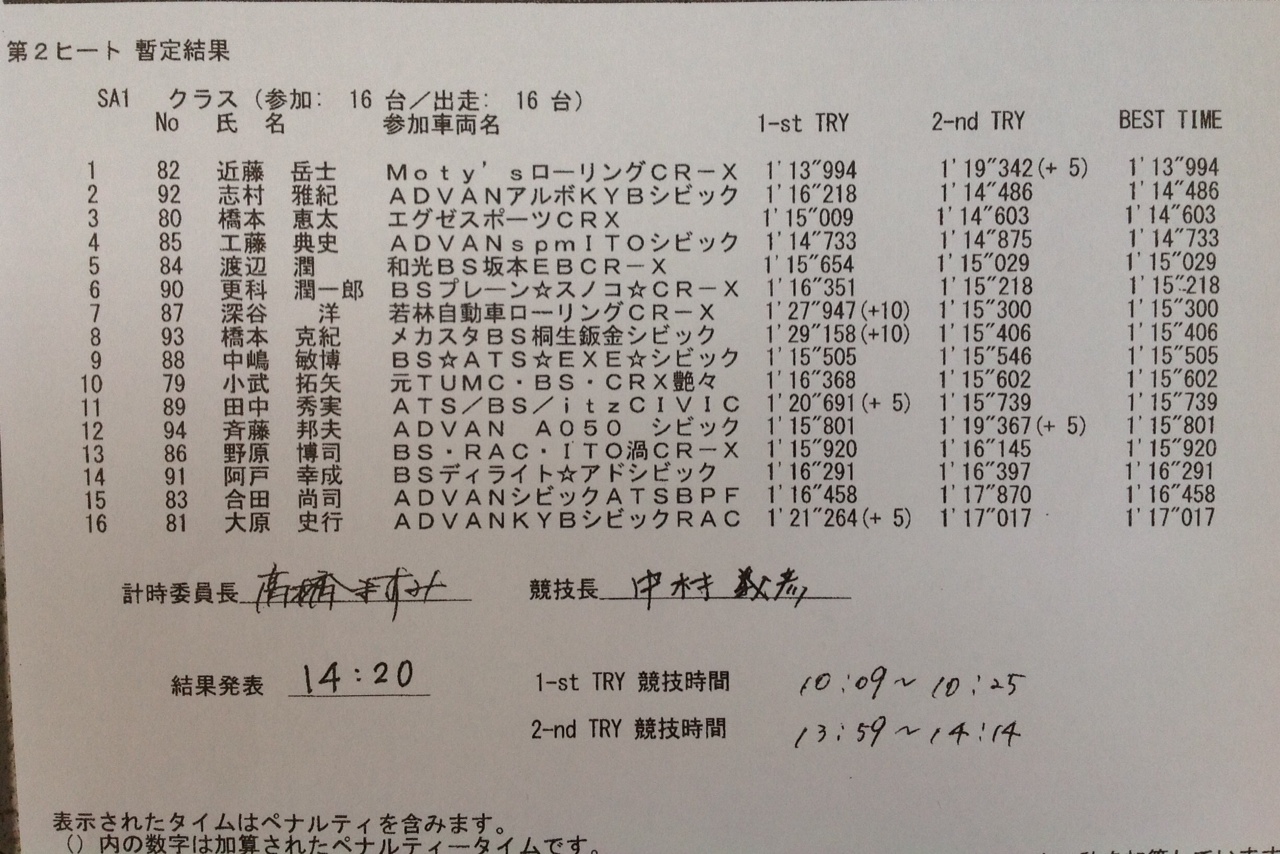 第2ヒート 暫定結果
SA1 クラス (参加: 16 台/出走: 16 台)
No 氏 名 参加車両名 1-st TRY 2-nd TRY BEST TIME
1 82 近藤 岳士 Moty'sローリングCR-X 1'13"994 1'19"342(+ 5) 1'13"994
2 92 志村 雅紀 ADVANアルボKYBシビック 1'16"218 1'14"486 1'14"486
3 80 橋本 恵太 エグゼスポーツCRX 1'15"009 1'14"603 1'14"603
4 85 工藤 典史 ADVANspmITOシビック 1'14"733 1'14"875 1'14"733
5 84 渡辺 潤 和光BS坂本EBCR-X 1'15"654 1'15"029 1'15"029
6 90 更科 潤一郎 BSプレーン☆スノコ☆CR-X 1'16"351 1'15"218 1'15"218
7 87 深谷 洋 若林自動車ローリングCR-X 1'27"947(+10) 1'15"300 1'15"300
8 93 橋本 克紀 メカスタBS桐生鈑金シビック 1'29"158(+10) 1'15"406 1'15"406
9 88 中嶋 敏博 BS☆ATS☆EXE☆シビック 1'15"505 1'15"546 1'15"505
10 79 小武 拓矢 元TUMC・BS・CRX艶々 1'16"368 1'15"602 1'15"602
11 89 田中 秀実 ATS/BS/itzCIVIC 1'20"691(+ 5) 1'15"739 1'15"739
12 94 斉藤 邦夫 ADVAN A050 シビック 1'15"801 1'19"367(+ 5) 1'15"801
13 86 野原 博司 BS・RAC・ITO渦CR-X 1'15"920 1'16"145 1'15"920
14 91 阿戸 幸成 BSディライト☆アドシビック 1'16"291 1'16"397 1'16"291
15 83 合田 尚司 ADVANシビックATSBPF 1'16"458 1'17"870 1'16"458
16 81 大原 史行 ADVANKYBシビックRAC 1'21"264(+ 5) 1'17"017 1'17"017
計時委員長 高橋ますみ 競技長 中村
結果発表 14:20 1-st TRY 競技時間 10:09~10:25
2-nd TRY 競技時間 13:59~14:14
表示されたタイムはペナルティを含みます。
()内の数字は加算されたペナルティータイムです。